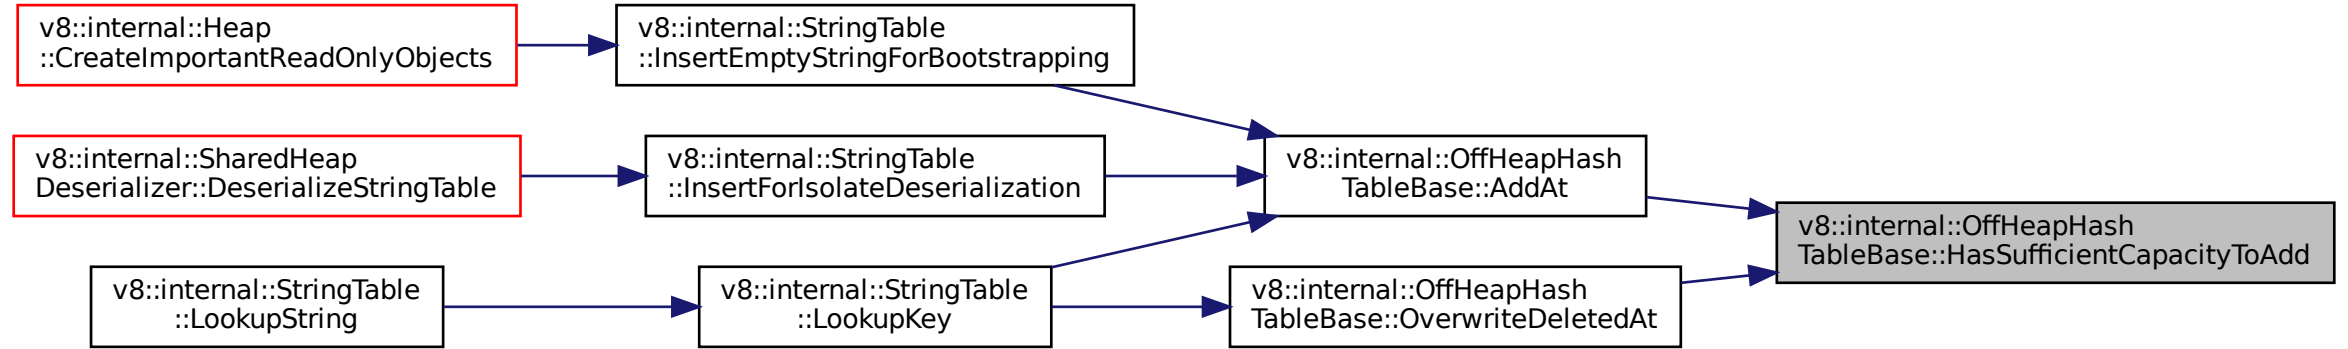 v8::internal::Heap
::CreateImportantReadOnlyObjects
v8::internal::StringTable
::InsertEmptyStringForBootstrapping
v8::internal::SharedHeap
Deserializer::DeserializeStringTable
v8::internal::StringTable
::InsertForIsolateDeserialization
v8::internal::OffHeapHash
TableBase::AddAt
v8::internal::OffHeapHash
TableBase::HasSufficientCapacityToAdd
v8::internal::StringTable
::LookupString
v8::internal::StringTable
::LookupKey
v8::internal::OffHeapHash
TableBase::OverwriteDeletedAt